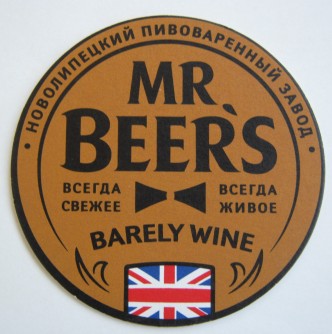 • НОВОЛИПЕЦКИЙ ПИВОВАРЕННЫЙ ЗАВОД •
MR.
BEER`S
ВСЕГДА СВЕЖЕЕ
ВСЕГДА ЖИВОЕ
BARELY WINE